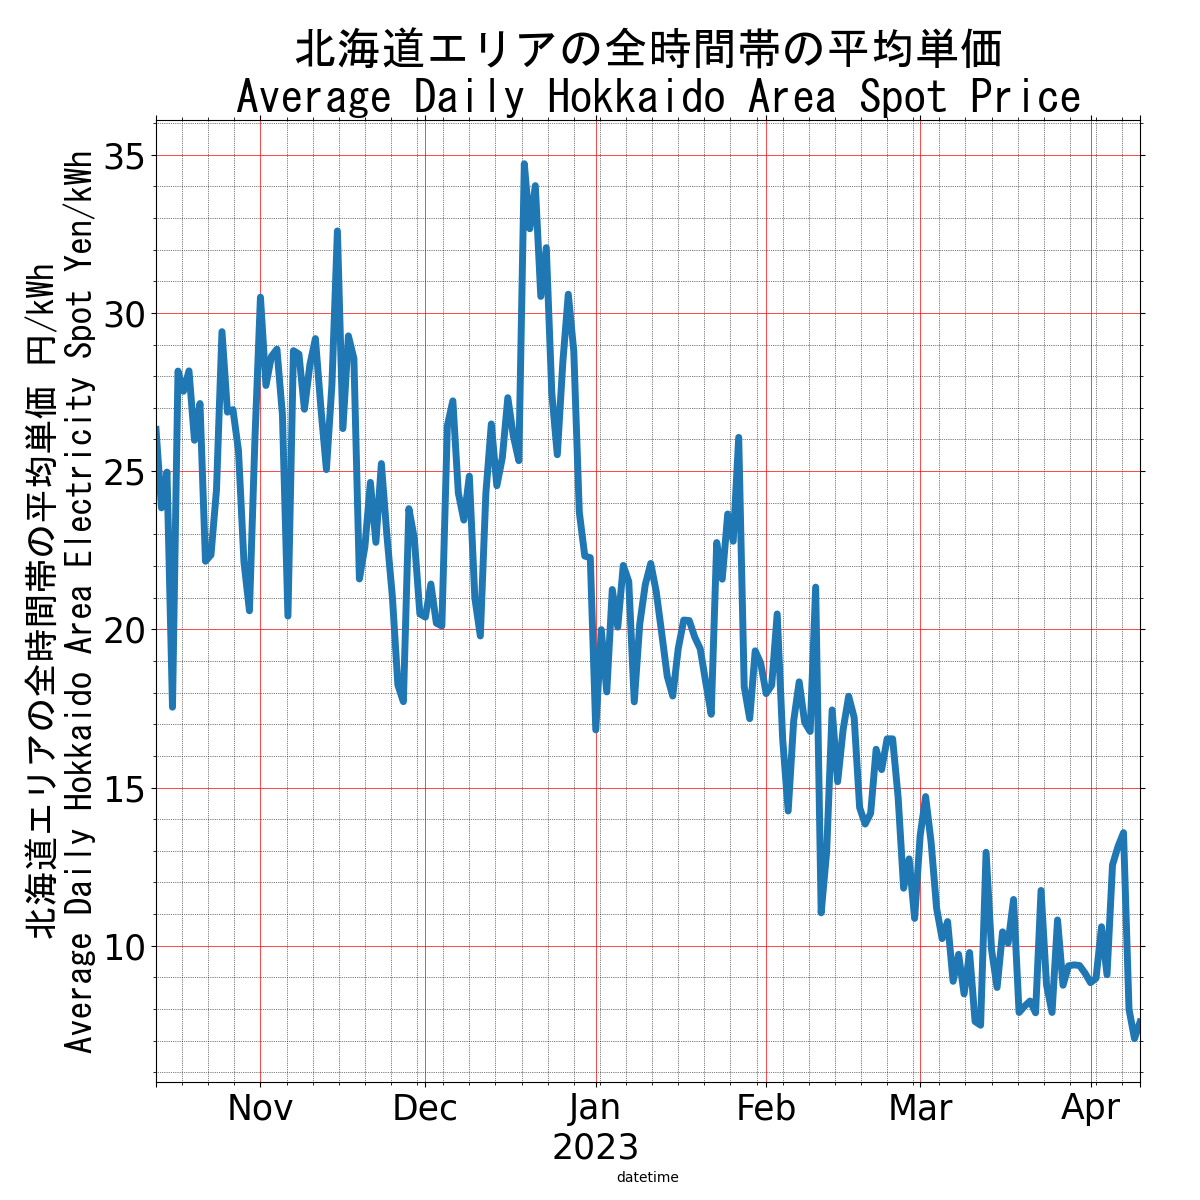 北海道エリアの全時間帯の平均単価
Average Daily Hokkaido Area Spot Price
北海道エリアの全時間帯の平均単価 円/kWh
Average Daily Hokkaido Area Electricity Spot Yen/kWh
35
30
25
20
15
10
Nov
Dec
Jan
2023
Feb
Mar
Apr
datetime